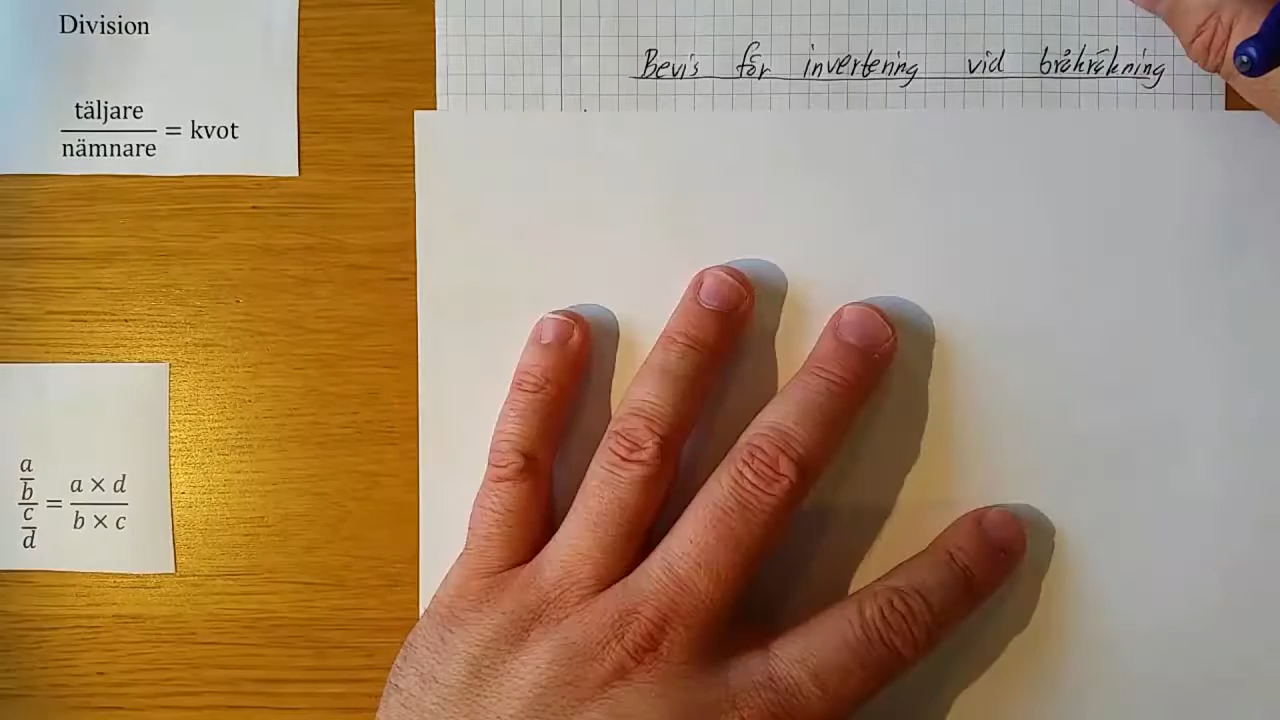 Division
täljare
nämnare
= kvot
Bevis för invertering vid bråkräkning
a
b
c
d
=
a × d
b × c